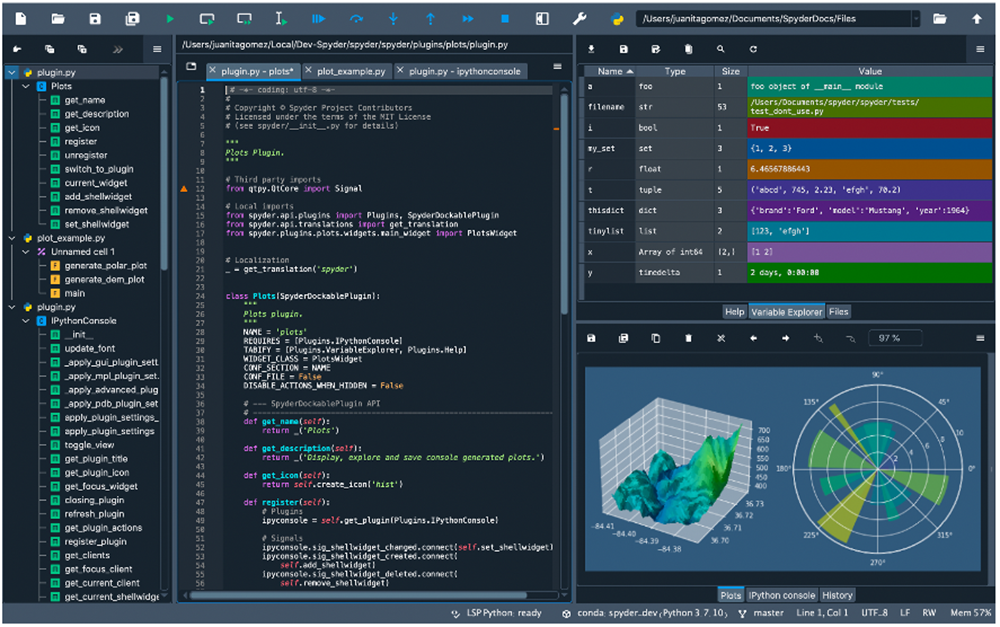 /Users/juanitagomez/Documents/SpyderDocs/Files
/Users/juanitagomez/Local/Dev-Spyder/spyder/spyder/plugins/plots/plugin.py
plugin.py
Plots
get_name
get_description
get_icon
register
unregister
switch_to_plugin
current_widget
add_shellwidget
remove_shellwidget
set_shellwidget
plot_example.py
Unnamed cell 1
generate_polar_plot
generate_dem_plot
main
plugin.py
IPythonConsole
__init__
update_font
_apply_gui_plugin_sett
_apply_mpl_plugin_set.
_apply_advanced_plug
_apply_pdb_plugin_set
apply_plugin_settings_
apply_plugin_settings
toggle_view
get_plugin_title
get_plugin_icon
get_focus_widget
closing_plugin
refresh_plugin
get_plugin_actions
register_plugin
get_clients
get_focus_client
get_current_client
get_current_shellwidge
plugin.py - plots* plot_example.py plugin.py - ipythonconsole
1 # -*- coding: utf-8 -*-
2 #
3 # Copyright © Spyder Project Contributors
4 # Licensed under the terms of the MIT License
5 # (see spyder/__init__.py for details)
6
7 """
8 Plots Plugin.
9 """
10
11 # Third party imports
12 from qtpy.QtCore import Signal
13
14 # Local imports
15 from spyder.api.plugins import Plugins, SpyderDockablePlugin
16 from spyder.api.translations import get_translation
17 from spyder.plugins.plots.widgets.main_widget import PlotsWidget
18
19
20 # Localization
21 _ = get_translation('spyder')
22
23
24 class Plots(SpyderDockablePlugin):
25 """
26 Plots plugin.
27 """
28 NAME = 'plots'
29 REQUIRES = [Plugins.IPythonConsole]
30 TABIFY = [Plugins.VariableExplorer, Plugins.Help]
31 WIDGET_CLASS = PlotsWidget
32 CONF_SECTION = NAME
33 CONF_FILE = False
34 DISABLE_ACTIONS_WHEN_HIDDEN = False
35
36 # --- SpyderDockablePlugin API
37 # ------------------------------------------------------------------
38 def get_name(self):
39 return _('Plots')
40
41 def get_description(self):
42 return _('Display, explore and save console generated plots.')
43
44 def get_icon(self):
45 return self.create_icon('hist')
46
47 def register(self):
48 # Plugins
49 ipyconsole = self.get_plugin(Plugins.IPythonConsole)
50
51 # Signals
52 ipyconsole.sig_shellwidget_changed.connect(self.set_shellwidget)
53 ipyconsole.sig_shellwidget_created.connect(
54 self.add_shellwidget)
55 ipyconsole.sig_shellwidget_deleted.connect(
56 self.remove_shellwidget)
Name Type Size Value
a foo 1 foo object of __main__ module
filename str 53 /Users/Documents/spyder/spyder/tests/
test_dont_use.py
i bool 1 True
my_set set 3 {1, 2, 3}
r float 1 6.46567886443
t tuple 5 ('abcd', 745, 2.23, 'efgh', 70.2)
thisdict dict 3 {'brand':'Ford', 'model':'Mustang', 'year':1964}
tinylist list 2 [123, 'efgh']
x Array of int64 (2,) [1 2]
y timedelta 1 2 days, 0:00:00
Help Variable Explorer Files
97 %
700
650
600
550
500
450
400
36.73
36.72
36.71
36.70
−84.41
−84.40
−84.39
−84.38
90°
135° 45°
10
8
6
4
2
180° 0°
225° 315°
270°
Plots IPython console History
LSP Python: ready conda: spyder_dev (Python 3.7.10) master Line 1, Col 1 UTF-8 LF RW Mem 57%